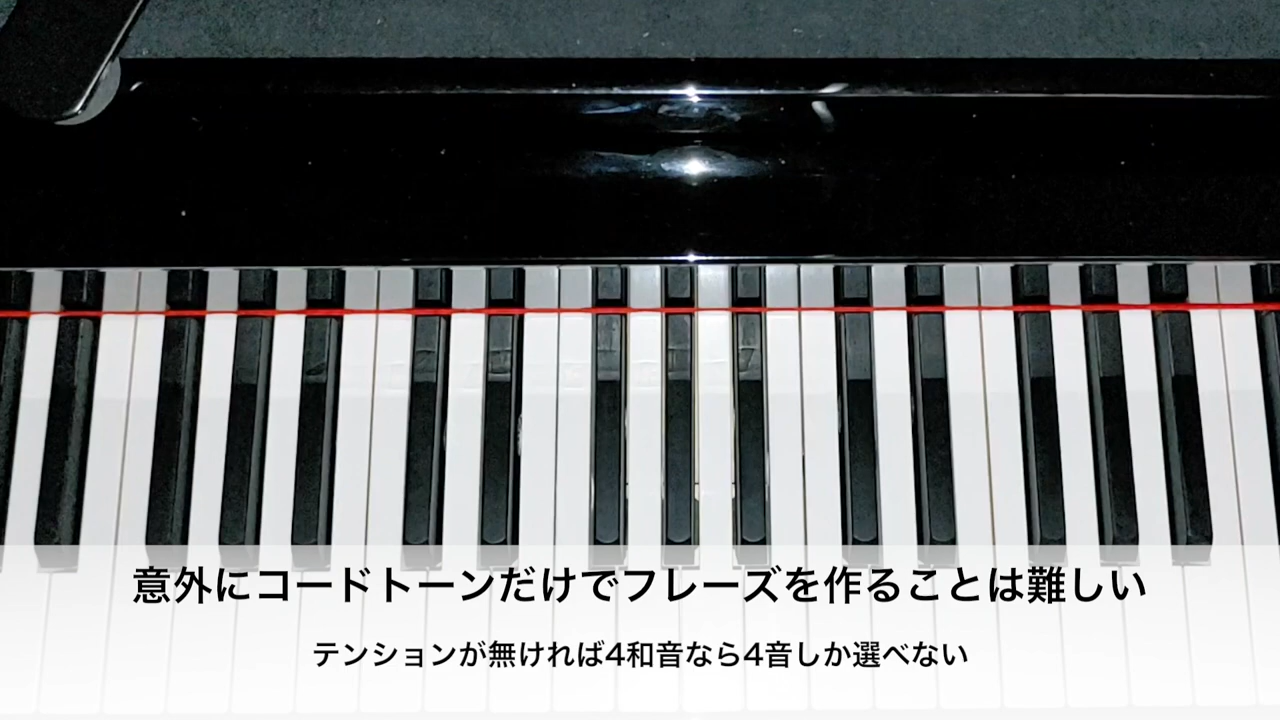 意外にコードトーンだけでフレーズを作ることは難しい
テンションが無ければ4和音なら4音しか選べない